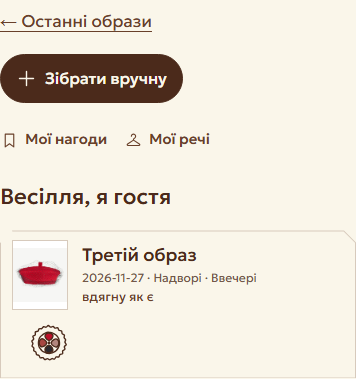 ← Останні образи
Зібрати вручну
Мої нагоди
Мої речі
Весілля, я гостя
Третій образ
2026-11-27 · Надворі · Ввечері
вдягну як є